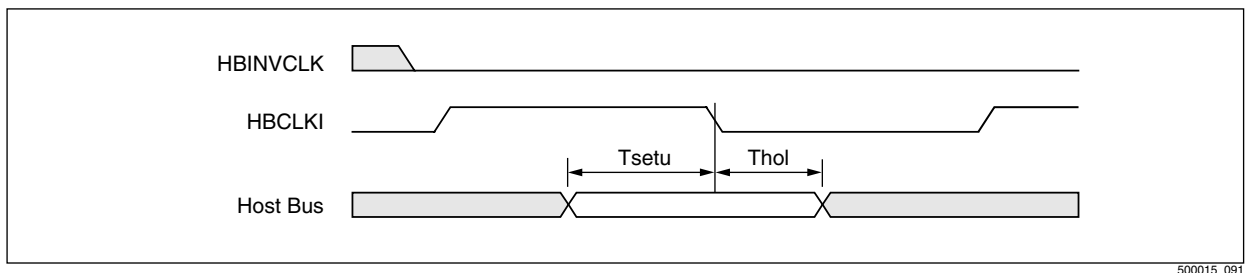 HBINVCLK
HBCLKI
Tsetu Thol
Host Bus
500015_091